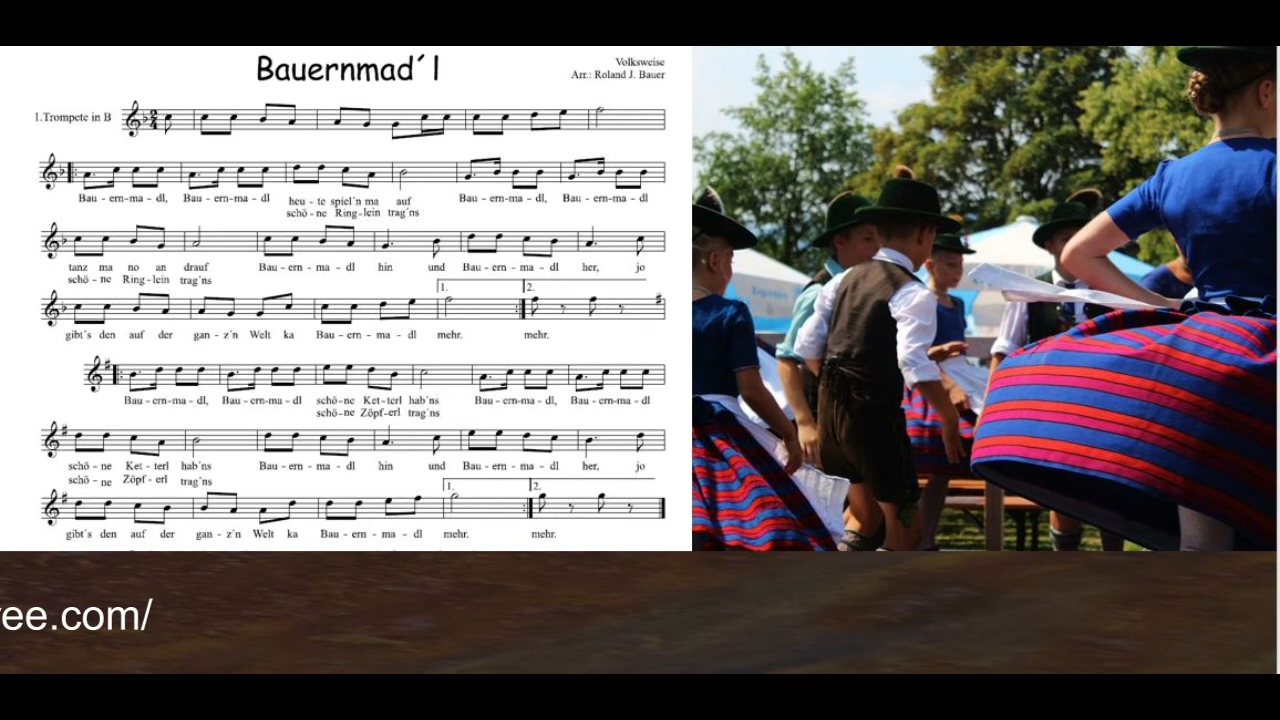 Bauernmad´l
Volksweise
Arr.: Roland J. Bauer
1.Trompete in B
Bau - ern-ma - dl, Bau - ern-ma - dl heu - te spiel´n ma auf Bau - ern-ma - dl, Bau - ern-ma - dl
schö - ne Ring-lein trag´ns
tanz ma no an drauf Bau - ern - ma - dl hin und Bau - ern - ma - dl her, jo
schö - ne Ring-lein trag´ns
1. 2.
gibt´s den auf der gan - z´n Welt ka Bau - ern - ma - dl mehr. mehr.
Bau - ern-ma - dl, Bau - ern-ma - dl schö-ne Ket-terl hab´ns Bau - ern-ma - dl, Bau - ern-ma - dl
schö-ne Zöpf-erl trag´ns
schö - ne Ket - terl hab´ns Bau - ern - ma - dl hin und Bau - ern - ma - dl her, jo
schö - ne Zöpf - erl trag´ns
1. 2.
gibt´s den auf der gan - z´n Welt ka Bau - ern - ma - dl mehr. mehr.
ee.com/